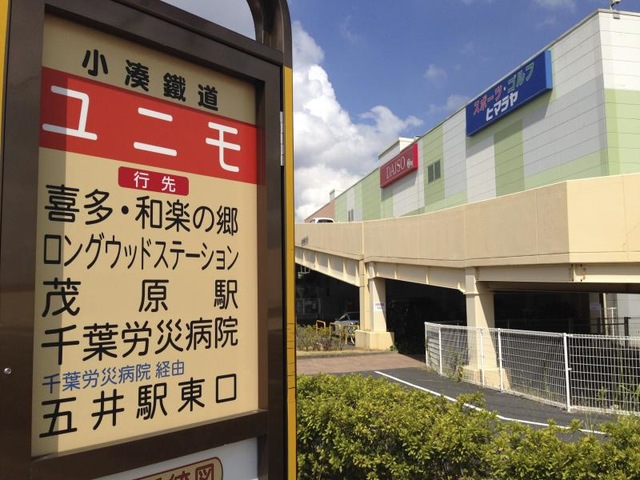 小湊鐵道
ユニモ
行先
喜多・和楽の郷
ロングウッドステーション
茂原駅
千葉労災病院
千葉労災病院 経由
五井駅東口
DAISO
スポーツ・ゴルフ
ヒマラヤ